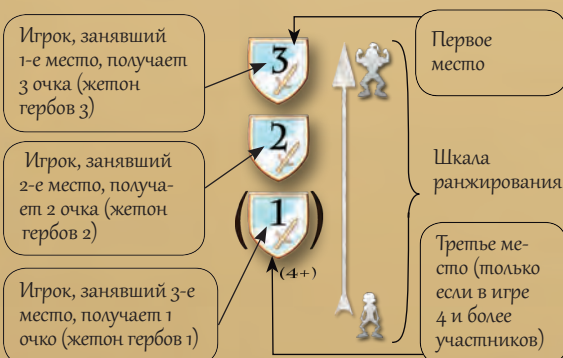 Игрок, занявший
1-е место, получает
3 очка (жетон
гербов 3)
3
Первое
место
Игрок, занявший
2-е место, получа-
ет 2 очка (жетон
гербов 2)
2
Шкала
ранжирования
Игрок, занявший 3-е
место, получает 1
очко (жетон гербов 1)
(1)
(4+)
Третье ме-
сто (только
если в игре
4 и более
участников)